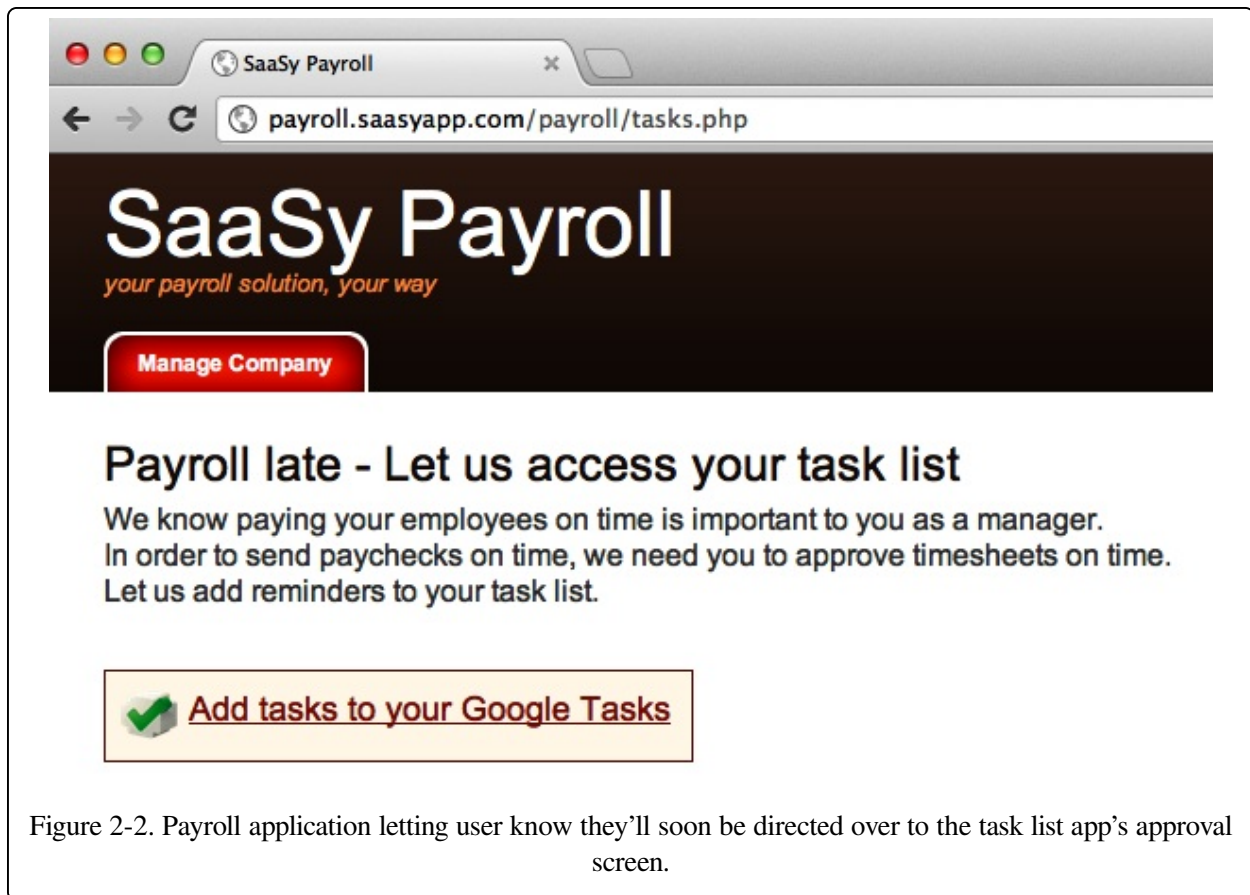 SaaSy Payroll
payroll.saasyapp.com/payroll/tasks.php
SaaSy Payroll
your payroll solution, your way
Manage Company
Payroll late - Let us access your task list
We know paying your employees on time is important to you as a manager.
In order to send paychecks on time, we need you to approve timesheets on time.
Let us add reminders to your task list.
Add tasks to your Google Tasks
Figure 2-2. Payroll application letting user know they’ll soon be directed over to the task list app’s approval
screen.